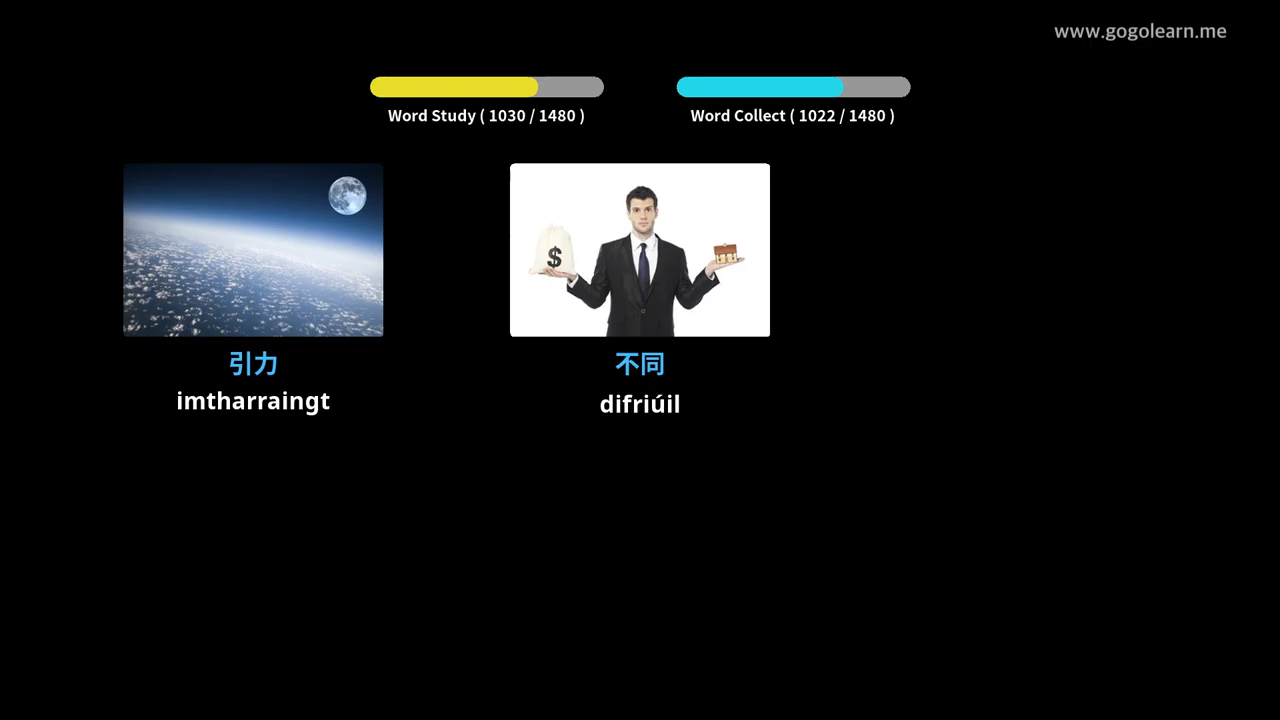 www.gogolearn.me
Word Study ( 1030 / 1480 )
Word Collect ( 1022 / 1480 )
$
引力
imtharraingt
不同
difriúil